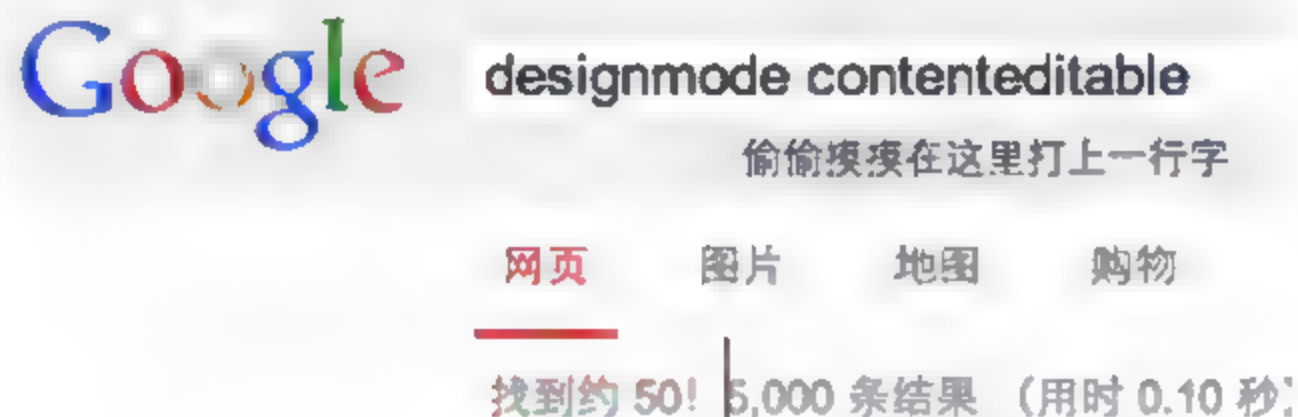 Google
designmode contenteditable
偷偷摸摸在这里打上一行字
网页 图片 地图 购物
找到约 50! 5,000 条结果 （用时 0.10 秒）